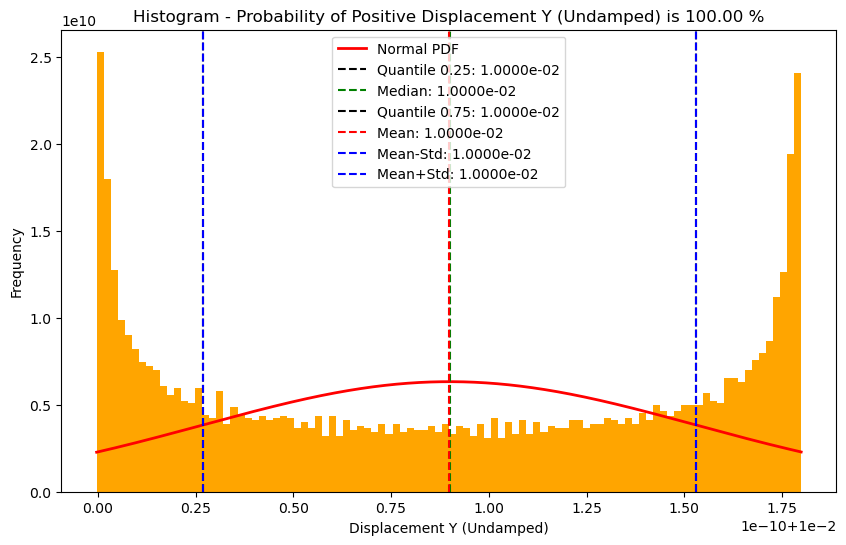 Histogram - Probability of Positive Displacement Y (Undamped) is 100.00 %
1e10
Normal PDF
Quantile 0.25: 1.0000e-02
Median: 1.0000e-02
Quantile 0.75: 1.0000e-02
Mean: 1.0000e-02
Mean-Std: 1.0000e-02
Mean+Std: 1.0000e-02
2.5
2.0
1.5
1.0
0.5
0.0
Frequency
0.00 0.25 0.50 0.75 1.00 1.25 1.50 1.75
1e-10+1e-2
Displacement Y (Undamped)